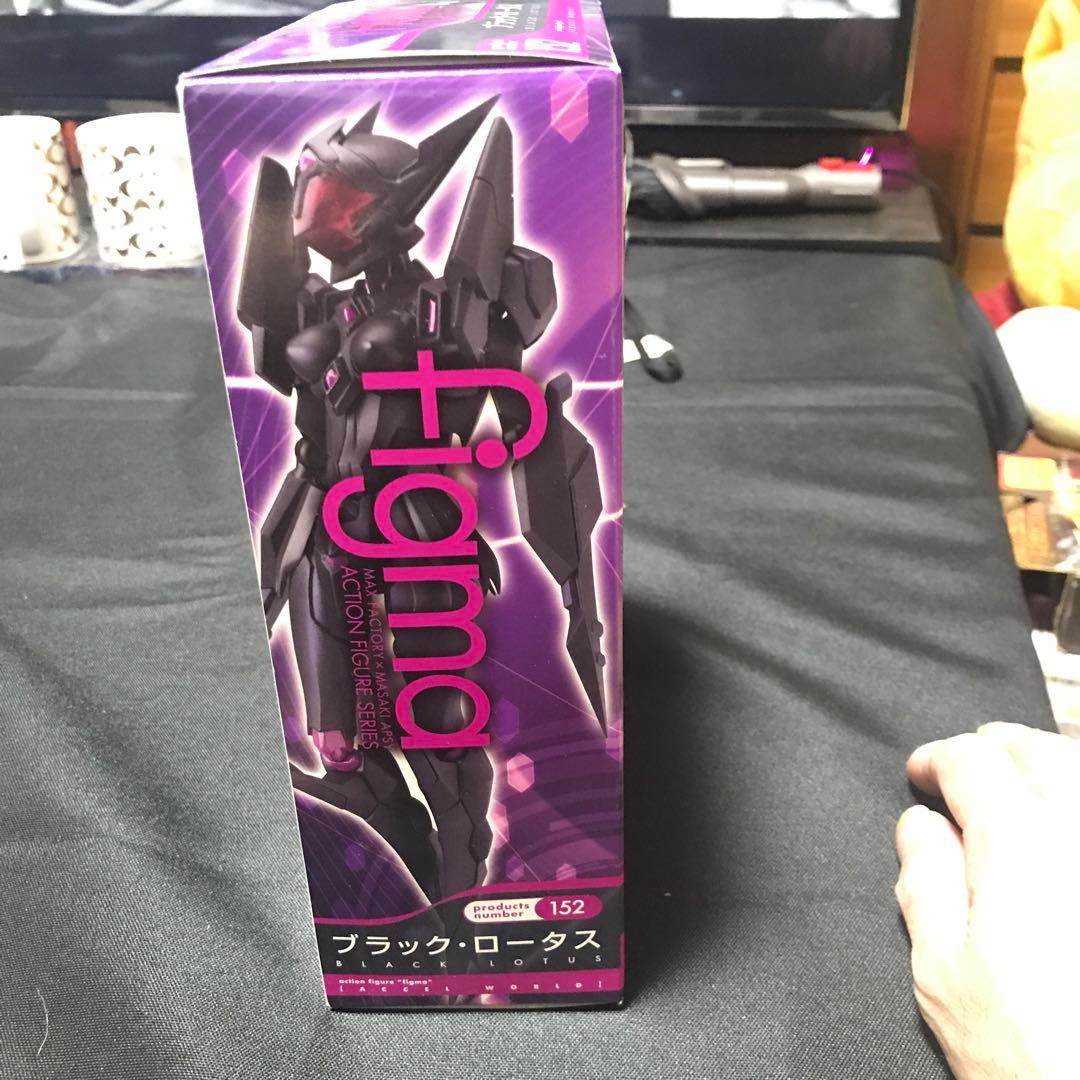 figma
MAX FACTORY × MASAKI APSY
ACTION FIGURE SERIES
products
number 152
ブラック・ロータス
BLACK LOTUS
action figure "figma"
[ACCEL WORLD]